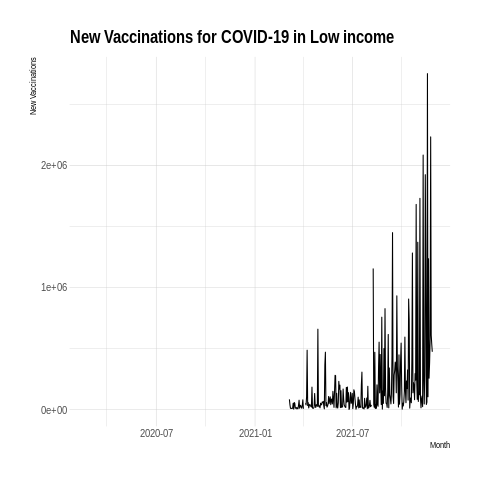 New Vaccinations for COVID-19 in Low income
New Vaccinations
2e+06
1e+06
0e+00
2020-07
2021-01
2021-07
Month